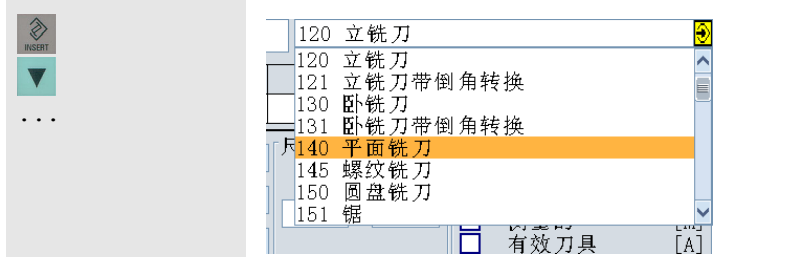 INSERT
...
120 立铣刀
120 立铣刀
121 立铣刀带倒角转换
130 卧铣刀
131 卧铣刀带倒角转换
尺
140 平面铣刀
145 螺纹铣刀
150 圆盘铣刀
151 锯
有效刀具 [A]